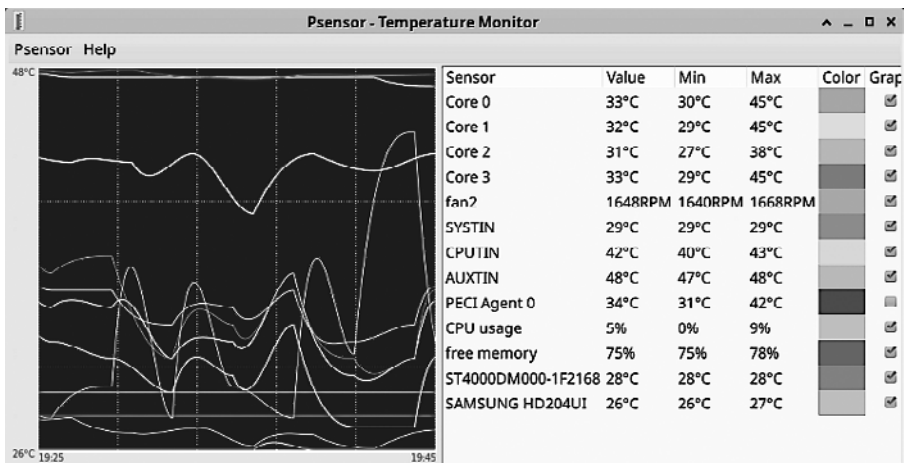 Psensor - Temperature Monitor
Psensor Help
48°C
Sensor Value Min Max Color Grap
Core 0 33°C 30°C 45°C
Core 1 32°C 29°C 45°C
Core 2 31°C 27°C 38°C
Core 3 33°C 29°C 45°C
fan2 1648RPM 1640RPM 1668RPM
SYSTIN 29°C 29°C 29°C
CPUTIN 42°C 40°C 43°C
AUXTIN 48°C 47°C 48°C
PECI Agent 0 34°C 31°C 42°C
CPU usage 5% 0% 9%
free memory 75% 75% 78%
ST4000DM000-1F2168 28°C 28°C 28°C
SAMSUNG HD204UI 26°C 26°C 27°C
26°C 19:25 19:45